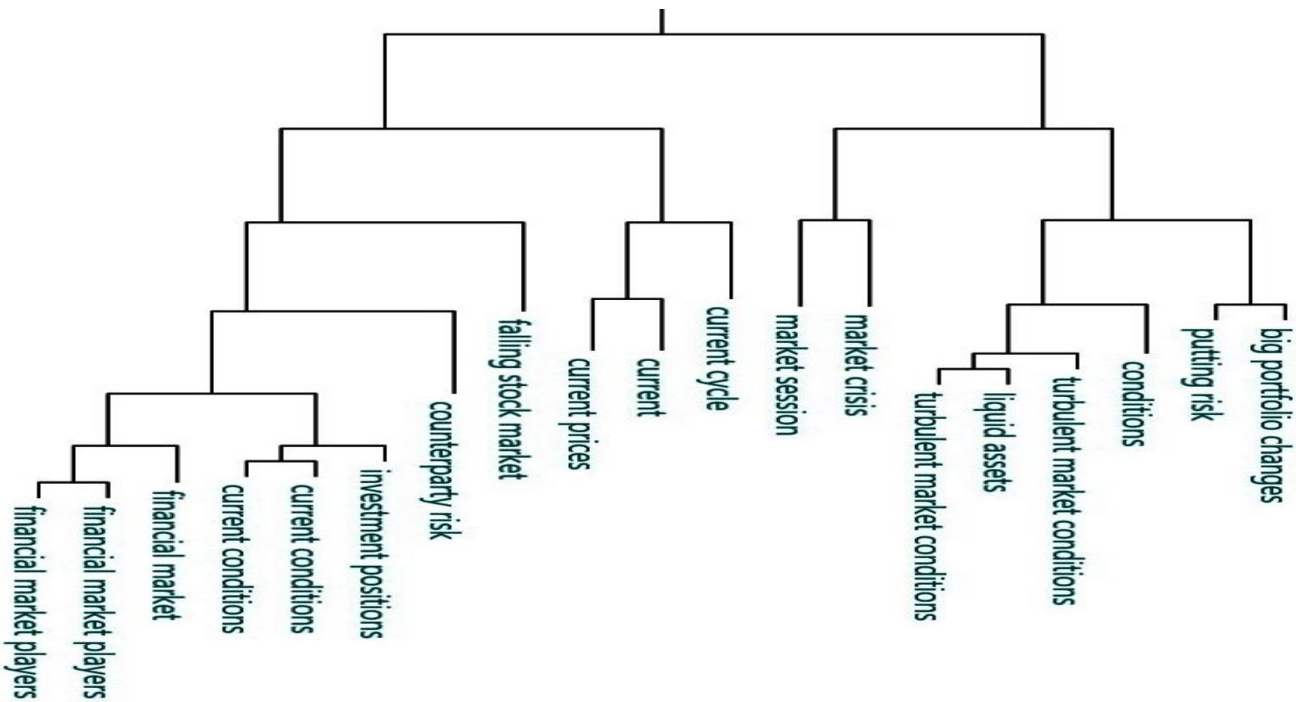 financial market players
financial market players
financial market
current conditions
current conditions
investment positions
counterparty risk
falling stock market
current prices
current
current cycle
market session
market crisis
turbulent market conditions
liquid assets
turbulent market conditions
conditions
putting risk
big portfolio changes